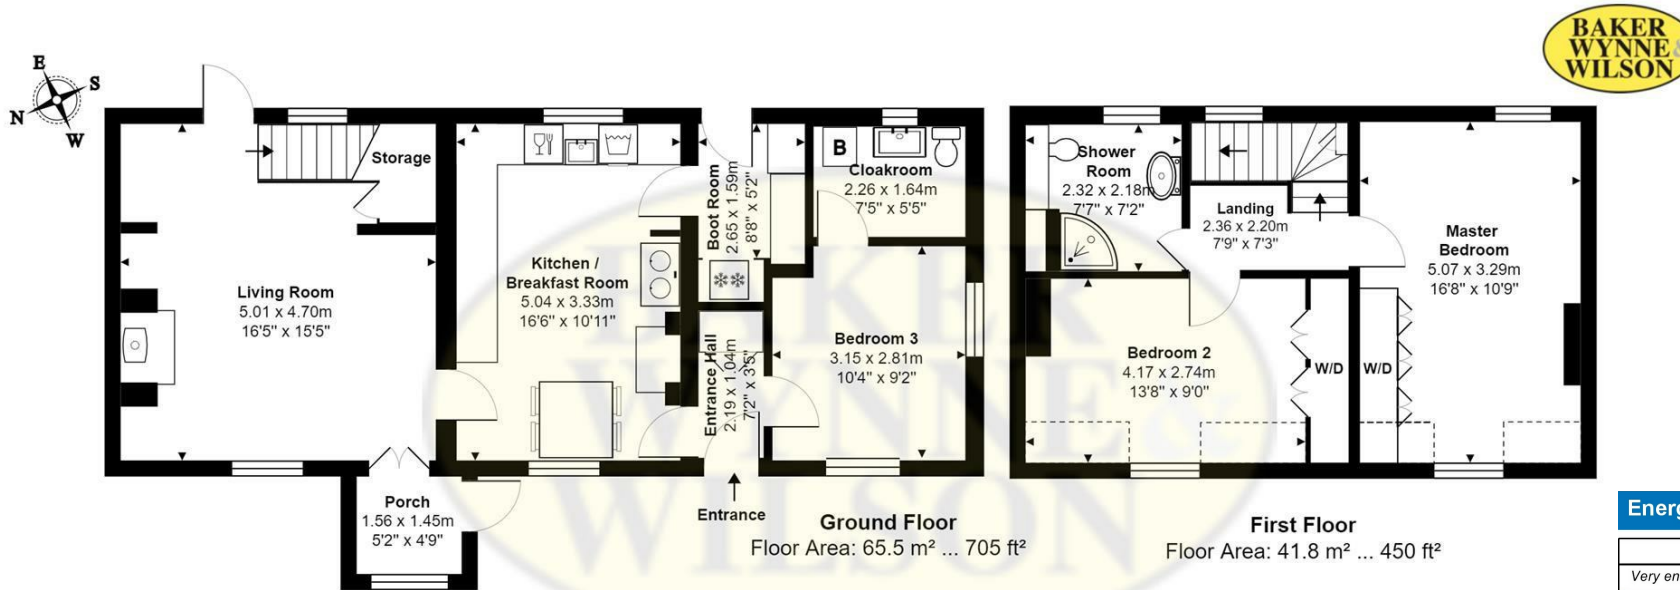 BAKER
WYNNE &
WILSON
E
S
N
W
Storage
Living Room
5.01 x 4.70m
16'5" x 15'5"
Kitchen /
Breakfast Room
5.04 x 3.33m
16'6" x 10'11"
Boot Room
2.65 x 1.59m
8'8" x 5'2"
B
Cloakroom
2.26 x 1.64m
7'5" x 5'5"
Entrance Hall
2.19 x 1.04m
7'2" x 3'5"
Bedroom 3
3.15 x 2.81m
10'4" x 9'2"
Porch
1.56 x 1.45m
5'2" x 4'9"
Entrance
Ground Floor
Floor Area: 65.5 m² ... 705 ft²
Shower
Room
2.32 x 2.18m
7'7" x 7'2"
Landing
2.36 x 2.20m
7'9" x 7'3"
Master
Bedroom
5.07 x 3.29m
16'8" x 10'9"
Bedroom 2
4.17 x 2.74m
13'8" x 9'0"
W/D
W/D
First Floor
Floor Area: 41.8 m² ... 450 ft²
BAKER
WYNNE &
WILSON
Energ
Very en